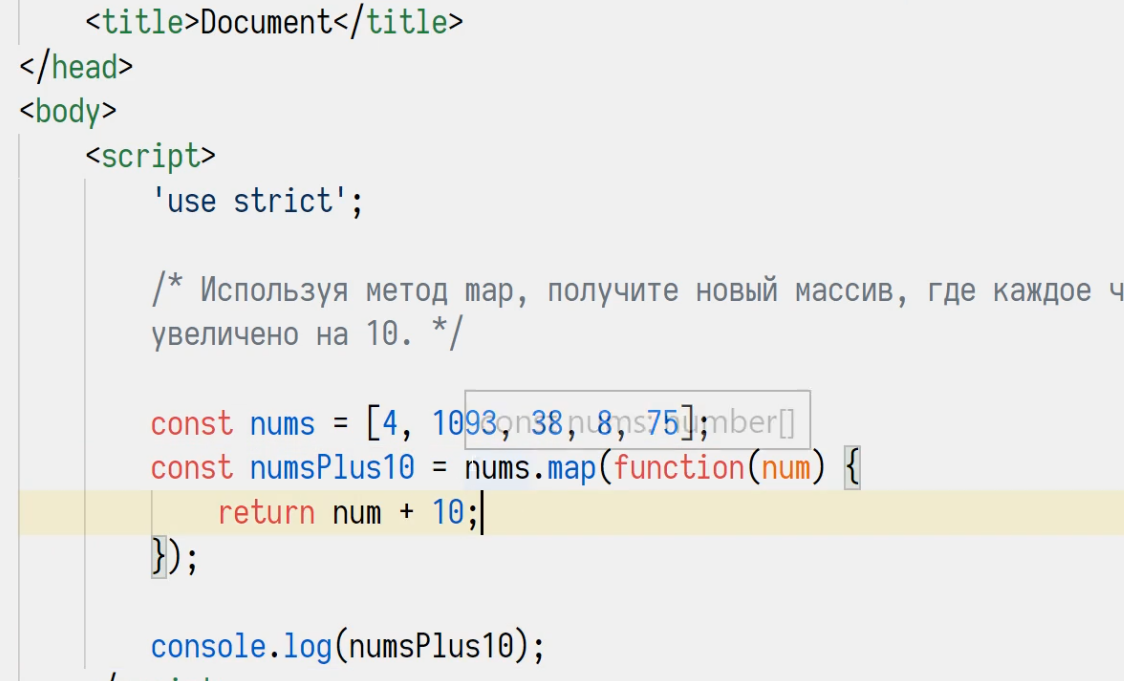 <title>Document</title>
</head>
<body>
<script>
'use strict';
/* Используя метод map, получите новый массив, где каждое
увеличено на 10. */
const nums = [4, 1093, 38, 8, 75];
const nums: number[]
const numsPlus10 = nums.map(function(num) {
return num + 10;
});
console.log(numsPlus10);